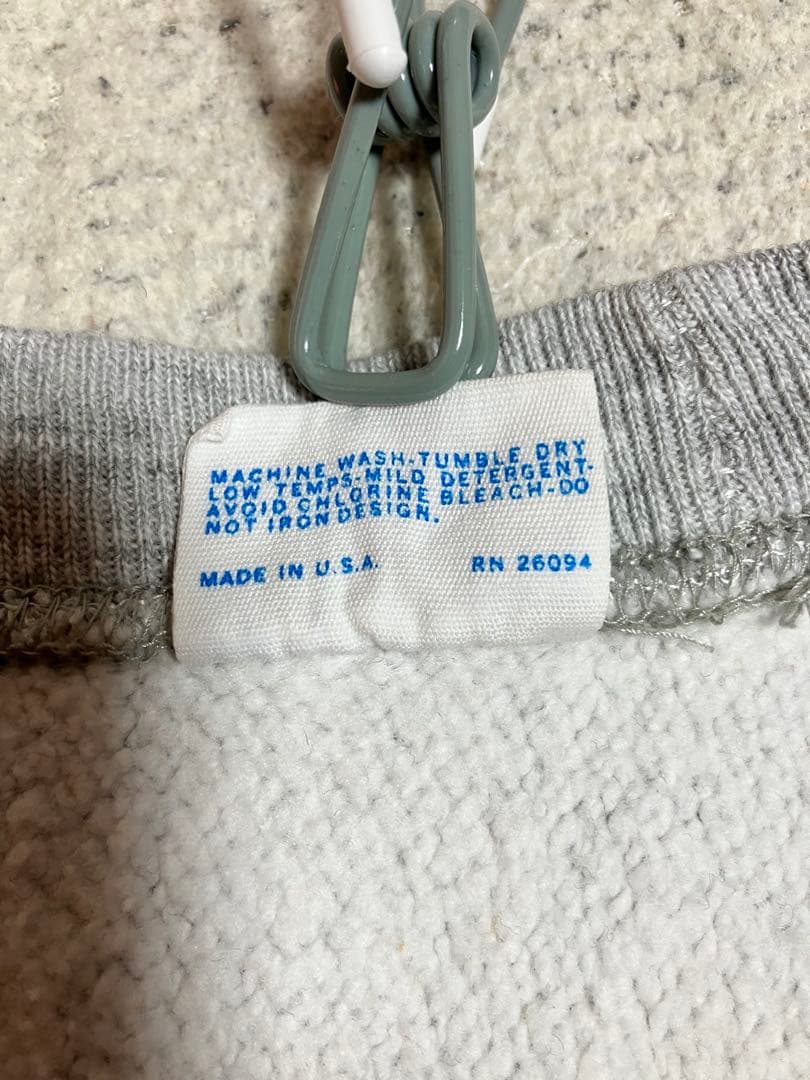 MACHINE WASH-TUMBLE DRY
LOW TEMPS-MILD DETERGENT-
AVOID CHLORINE BLEACH-DO
NOT IRON DESIGN.
MADE IN U.S.A. RN 26094